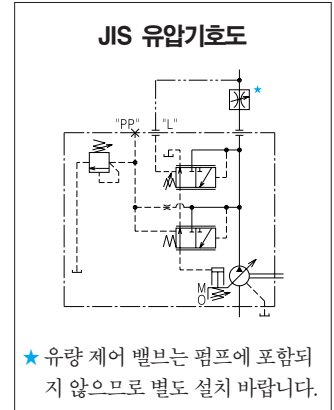 JIS 유압기호도
★
"PP" "L"
M
O
★ 유량 제어 밸브는 펌프에 포함되
지 않으므로 별도 설치 바랍니다.